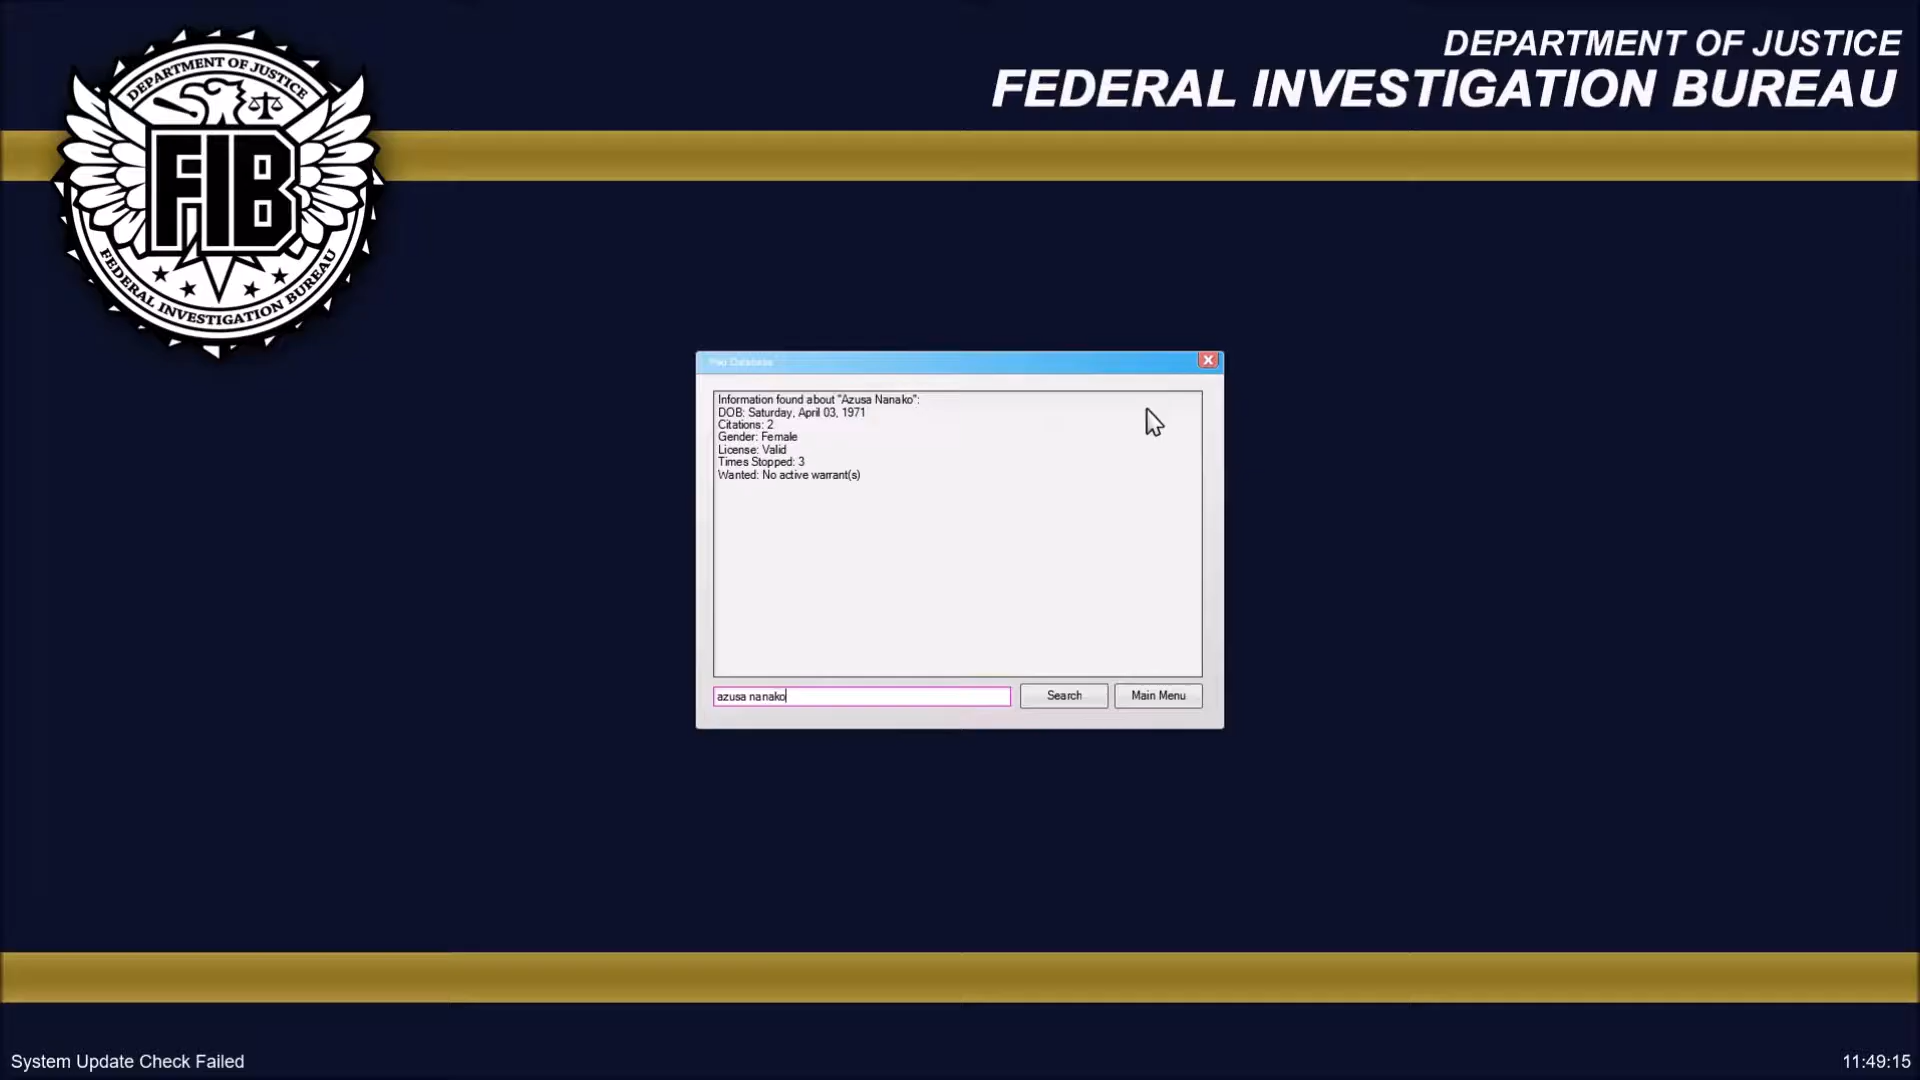 DEPARTMENT OF JUSTICE
FEDERAL INVESTIGATION BUREAU
DEPARTMENT OF JUSTICE
FIB
FEDERAL INVESTIGATION BUREAU
Ped Database
Information found about "Azusa Nanako":
DOB: Saturday, April 03, 1971
Citations: 2
Gender: Female
License: Valid
Times Stopped: 3
Wanted: No active warrant(s)
azusa nanako
Search
Main Menu
System Update Check Failed
11:49:15